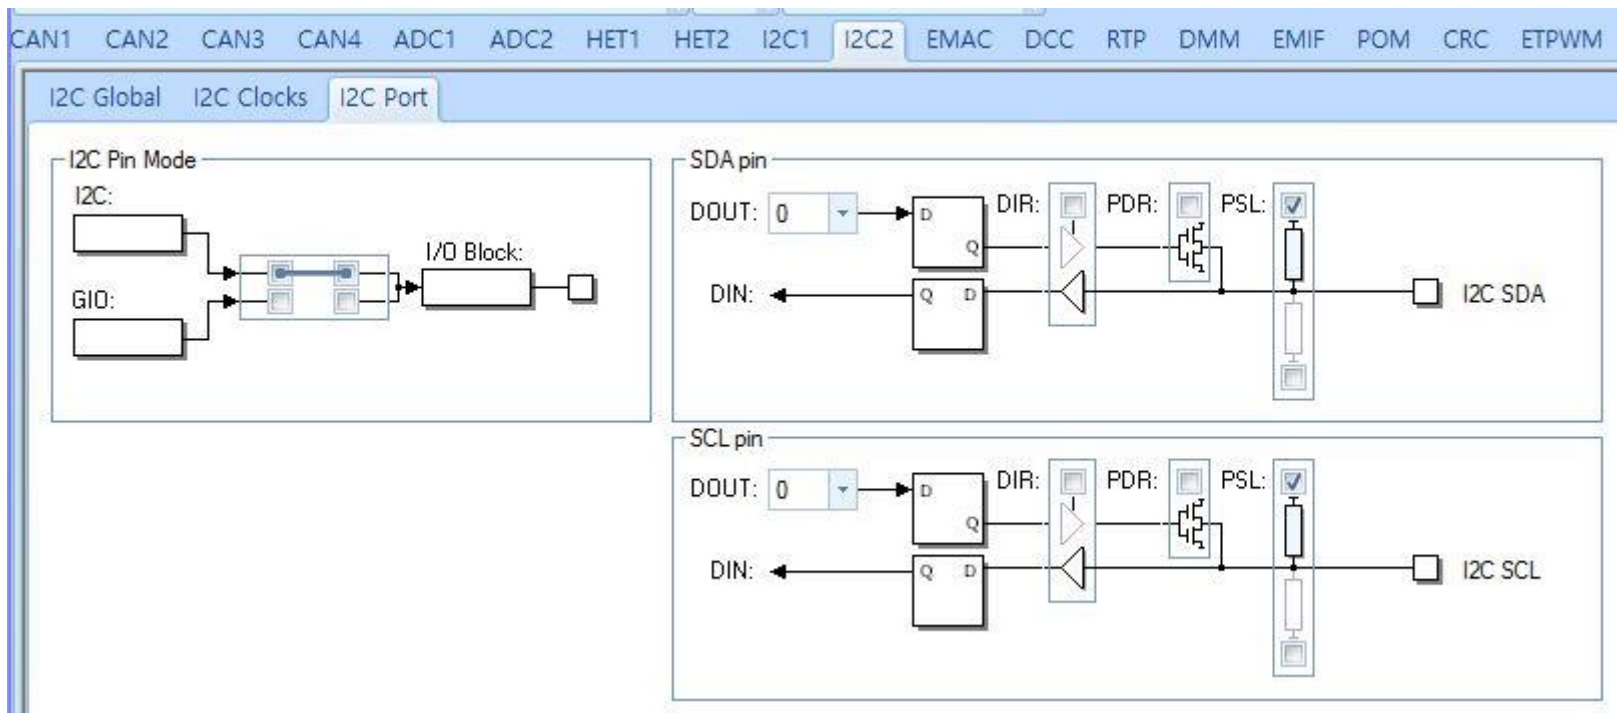 CAN1 CAN2 CAN3 CAN4 ADC1 ADC2 HET1 HET2 I2C1 I2C2 EMAC DCC RTP DMM EMIF POM CRC ETPWM
I2C Global I2C Clocks I2C Port
I2C Pin Mode
I2C:
I/O Block:
GIO:
SDA pin
DOUT: 0 D Q DIR: PDR: PSL:
DIN: Q D I2C SDA
SCL pin
DOUT: 0 D Q DIR: PDR: PSL:
DIN: Q D I2C SCL